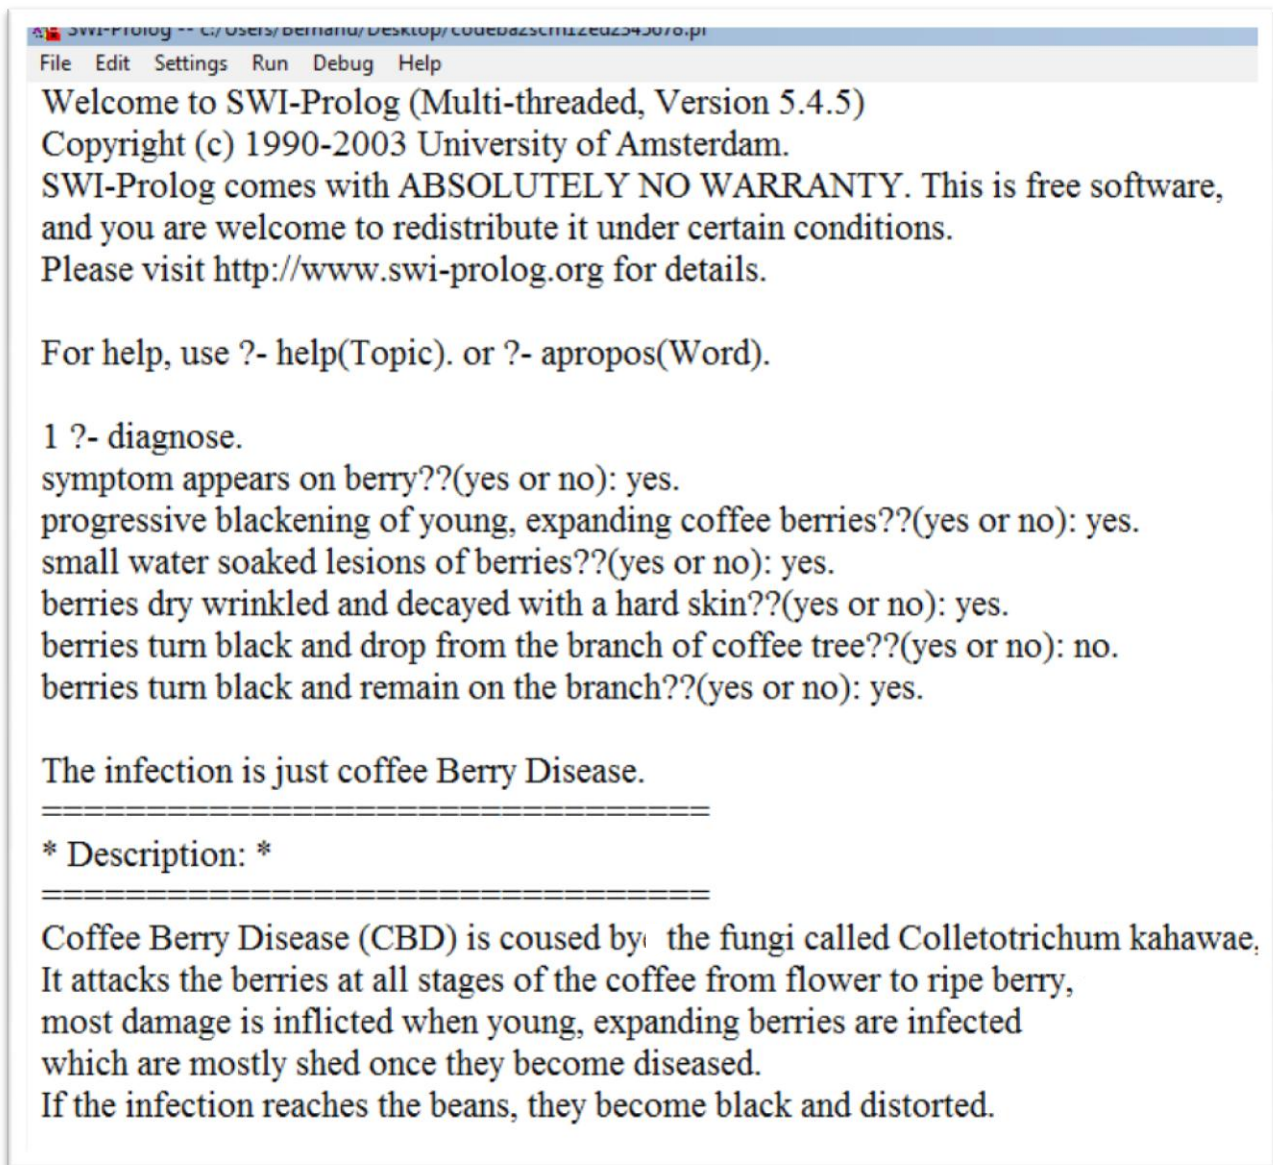 SWI-Prolog -- c:/Users/Bernanu/Desktop/
File Edit Settings Run Debug Help
Welcome to SWI-Prolog (Multi-threaded, Version 5.4.5)
Copyright (c) 1990-2003 University of Amsterdam.
SWI-Prolog comes with ABSOLUTELY NO WARRANTY. This is free software,
and you are welcome to redistribute it under certain conditions.
Please visit http://www.swi-prolog.org for details.
For help, use ?- help(Topic). or ?- apropos(Word).
1 ?- diagnose.
symptom appears on berry??(yes or no): yes.
progressive blackening of young, expanding coffee berries??(yes or no): yes.
small water soaked lesions of berries??(yes or no): yes.
berries dry wrinkled and decayed with a hard skin??(yes or no): yes.
berries turn black and drop from the branch of coffee tree??(yes or no): no.
berries turn black and remain on the branch??(yes or no): yes.
The infection is just coffee Berry Disease.
================================
* Description: *
================================
Coffee Berry Disease (CBD) is coused by the fungi called Colletotrichum kahawae,
It attacks the berries at all stages of the coffee from flower to ripe berry,
most damage is inflicted when young, expanding berries are infected
which are mostly shed once they become diseased.
If the infection reaches the beans, they become black and distorted.